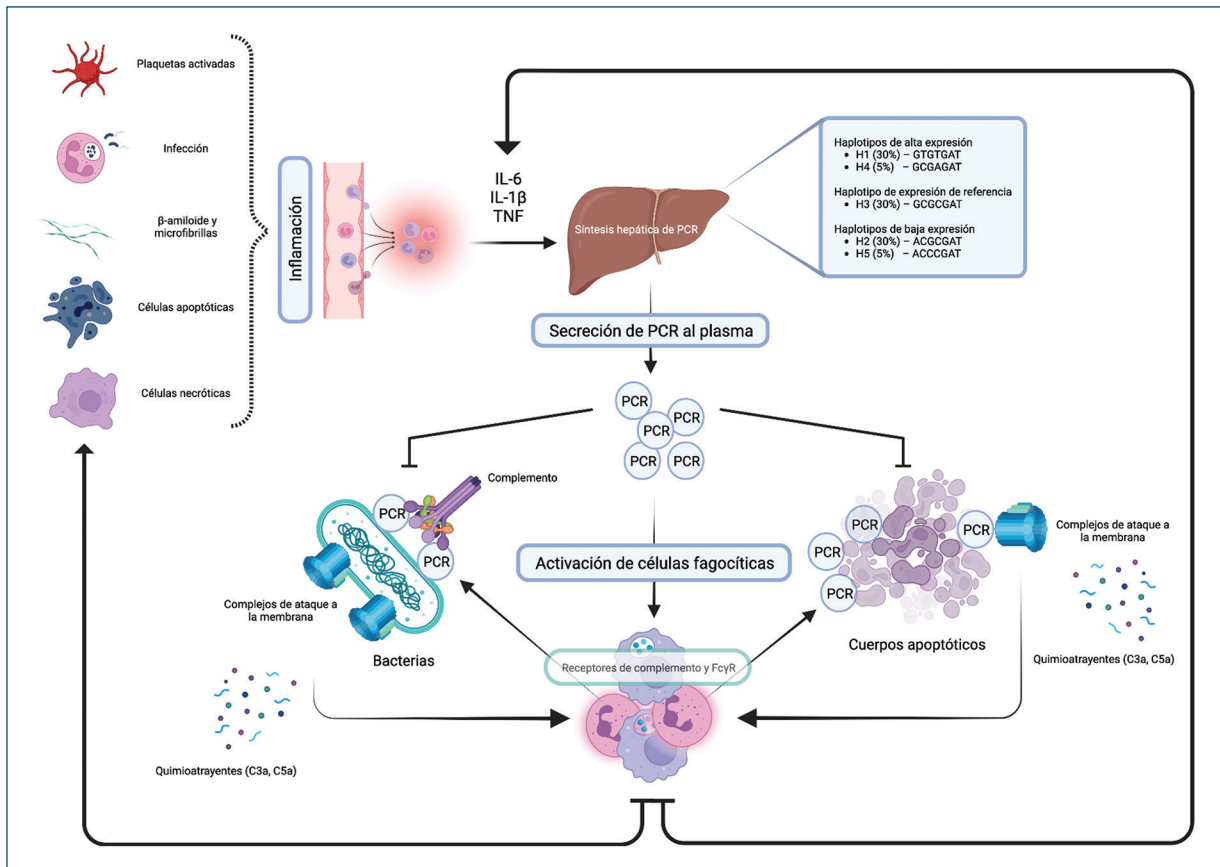 Plaquetas activadas
Infección
β-amiloide y
microfibrillas
Células apoptóticas
Células necróticas
Inflamación
IL-6
IL-1β
TNF
Síntesis hepática de PCR
Haplotipos de alta expresión
• H1 (30%) – GTGTGAT
• H4 (5%) – GCGAGAT
Haplotipo de expresión de referencia
• H3 (30%) – GCGCGAT
Haplotipos de baja expresión
• H2 (30%) – ACGCGAT
• H5 (5%) – ACCCGAT
Secreción de PCR al plasma
PCR
PCR
PCR
PCR
PCR
Complemento
PCR
PCR
Complejos de ataque a
la membrana
Bacterias
Quimioatrayentes (C3a, C5a)
Activación de células fagocíticas
Receptores de complemento y FcγR
PCR
PCR
PCR
PCR
Complejos de ataque a
la membrana
Cuerpos apoptóticos
Quimioatrayentes (C3a, C5a)